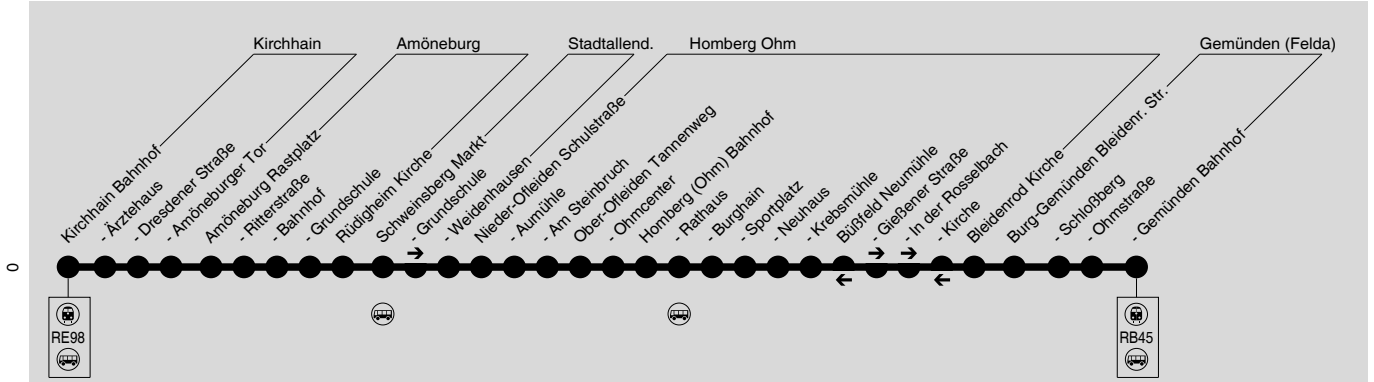 Kirchhain
Amöneburg
Stadtallend.
Homberg Ohm
Gemünden (Felda)
Kirchhain Bahnhof
- Ärztehaus
- Dresdener Straße
- Amöneburger Tor
Amöneburg Rastplatz
- Ritterstraße
- Bahnhof
- Grundschule
Rüdigheim Kirche
Schweinsberg Markt
- Grundschule
- Weidenhausen
Nieder-Ofleiden Schulstraße
- Aumühle
- Am Steinbruch
Ober-Ofleiden Tannenweg
- Ohmcenter
Homberg (Ohm) Bahnhof
- Rathaus
- Burghain
- Sportplatz
- Neuhaus
- Krebsmühle
Büßfeld Neumühle
- Gießener Straße
- In der Rosselbach
- Kirche
Bleidenrod Kirche
Burg-Gemünden Bleidenr. Str.
- Schloßberg
- Ohmstraße
- Gemünden Bahnhof
0
RE98
RB45